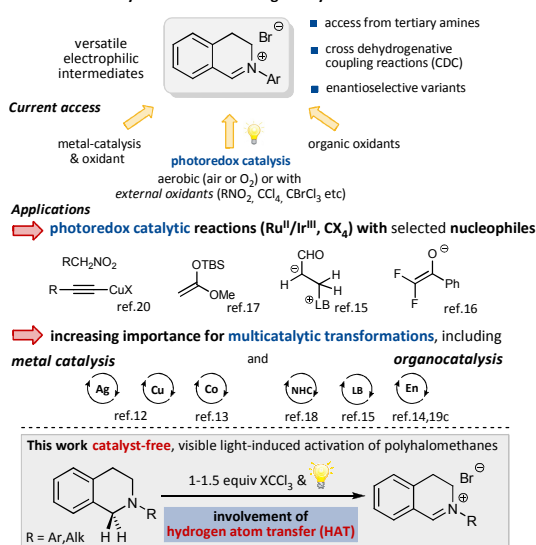 Br ⊖
⊕
N
Ar
versatile
electrophilic
intermediates
■ access from tertiary amines
■ cross dehydrogenative
coupling reactions (CDC)
■ enantioselective variants
Current access
metal-catalysis
& oxidant
photoredox catalysis
aerobic (air or O2) or with
external oxidants (RNO2, CCl4, CBrCl3 etc)
organic oxidants
Applications
photoredox catalytic reactions (RuII/IrIII, CX4) with selected nucleophiles
RCH2NO2
R CuX
ref.20
OTBS
OMe
ref.17
CHO
⊖
H H
H
⊕LB
ref.15
O ⊖
F
Ph
F
ref.16
increasing importance for multicatalytic transformations, including
metal catalysis and organocatalysis
Ag Cu Co NHC LB En
ref.12 ref.13 ref.18 ref.15 ref.14,19c
This work catalyst-free, visible light-induced activation of polyhalomethanes
N
R
H H
R = Ar,Alk
1-1.5 equiv XCCl3 &
involvement of
hydrogen atom transfer (HAT)
Br ⊖
⊕
N
R